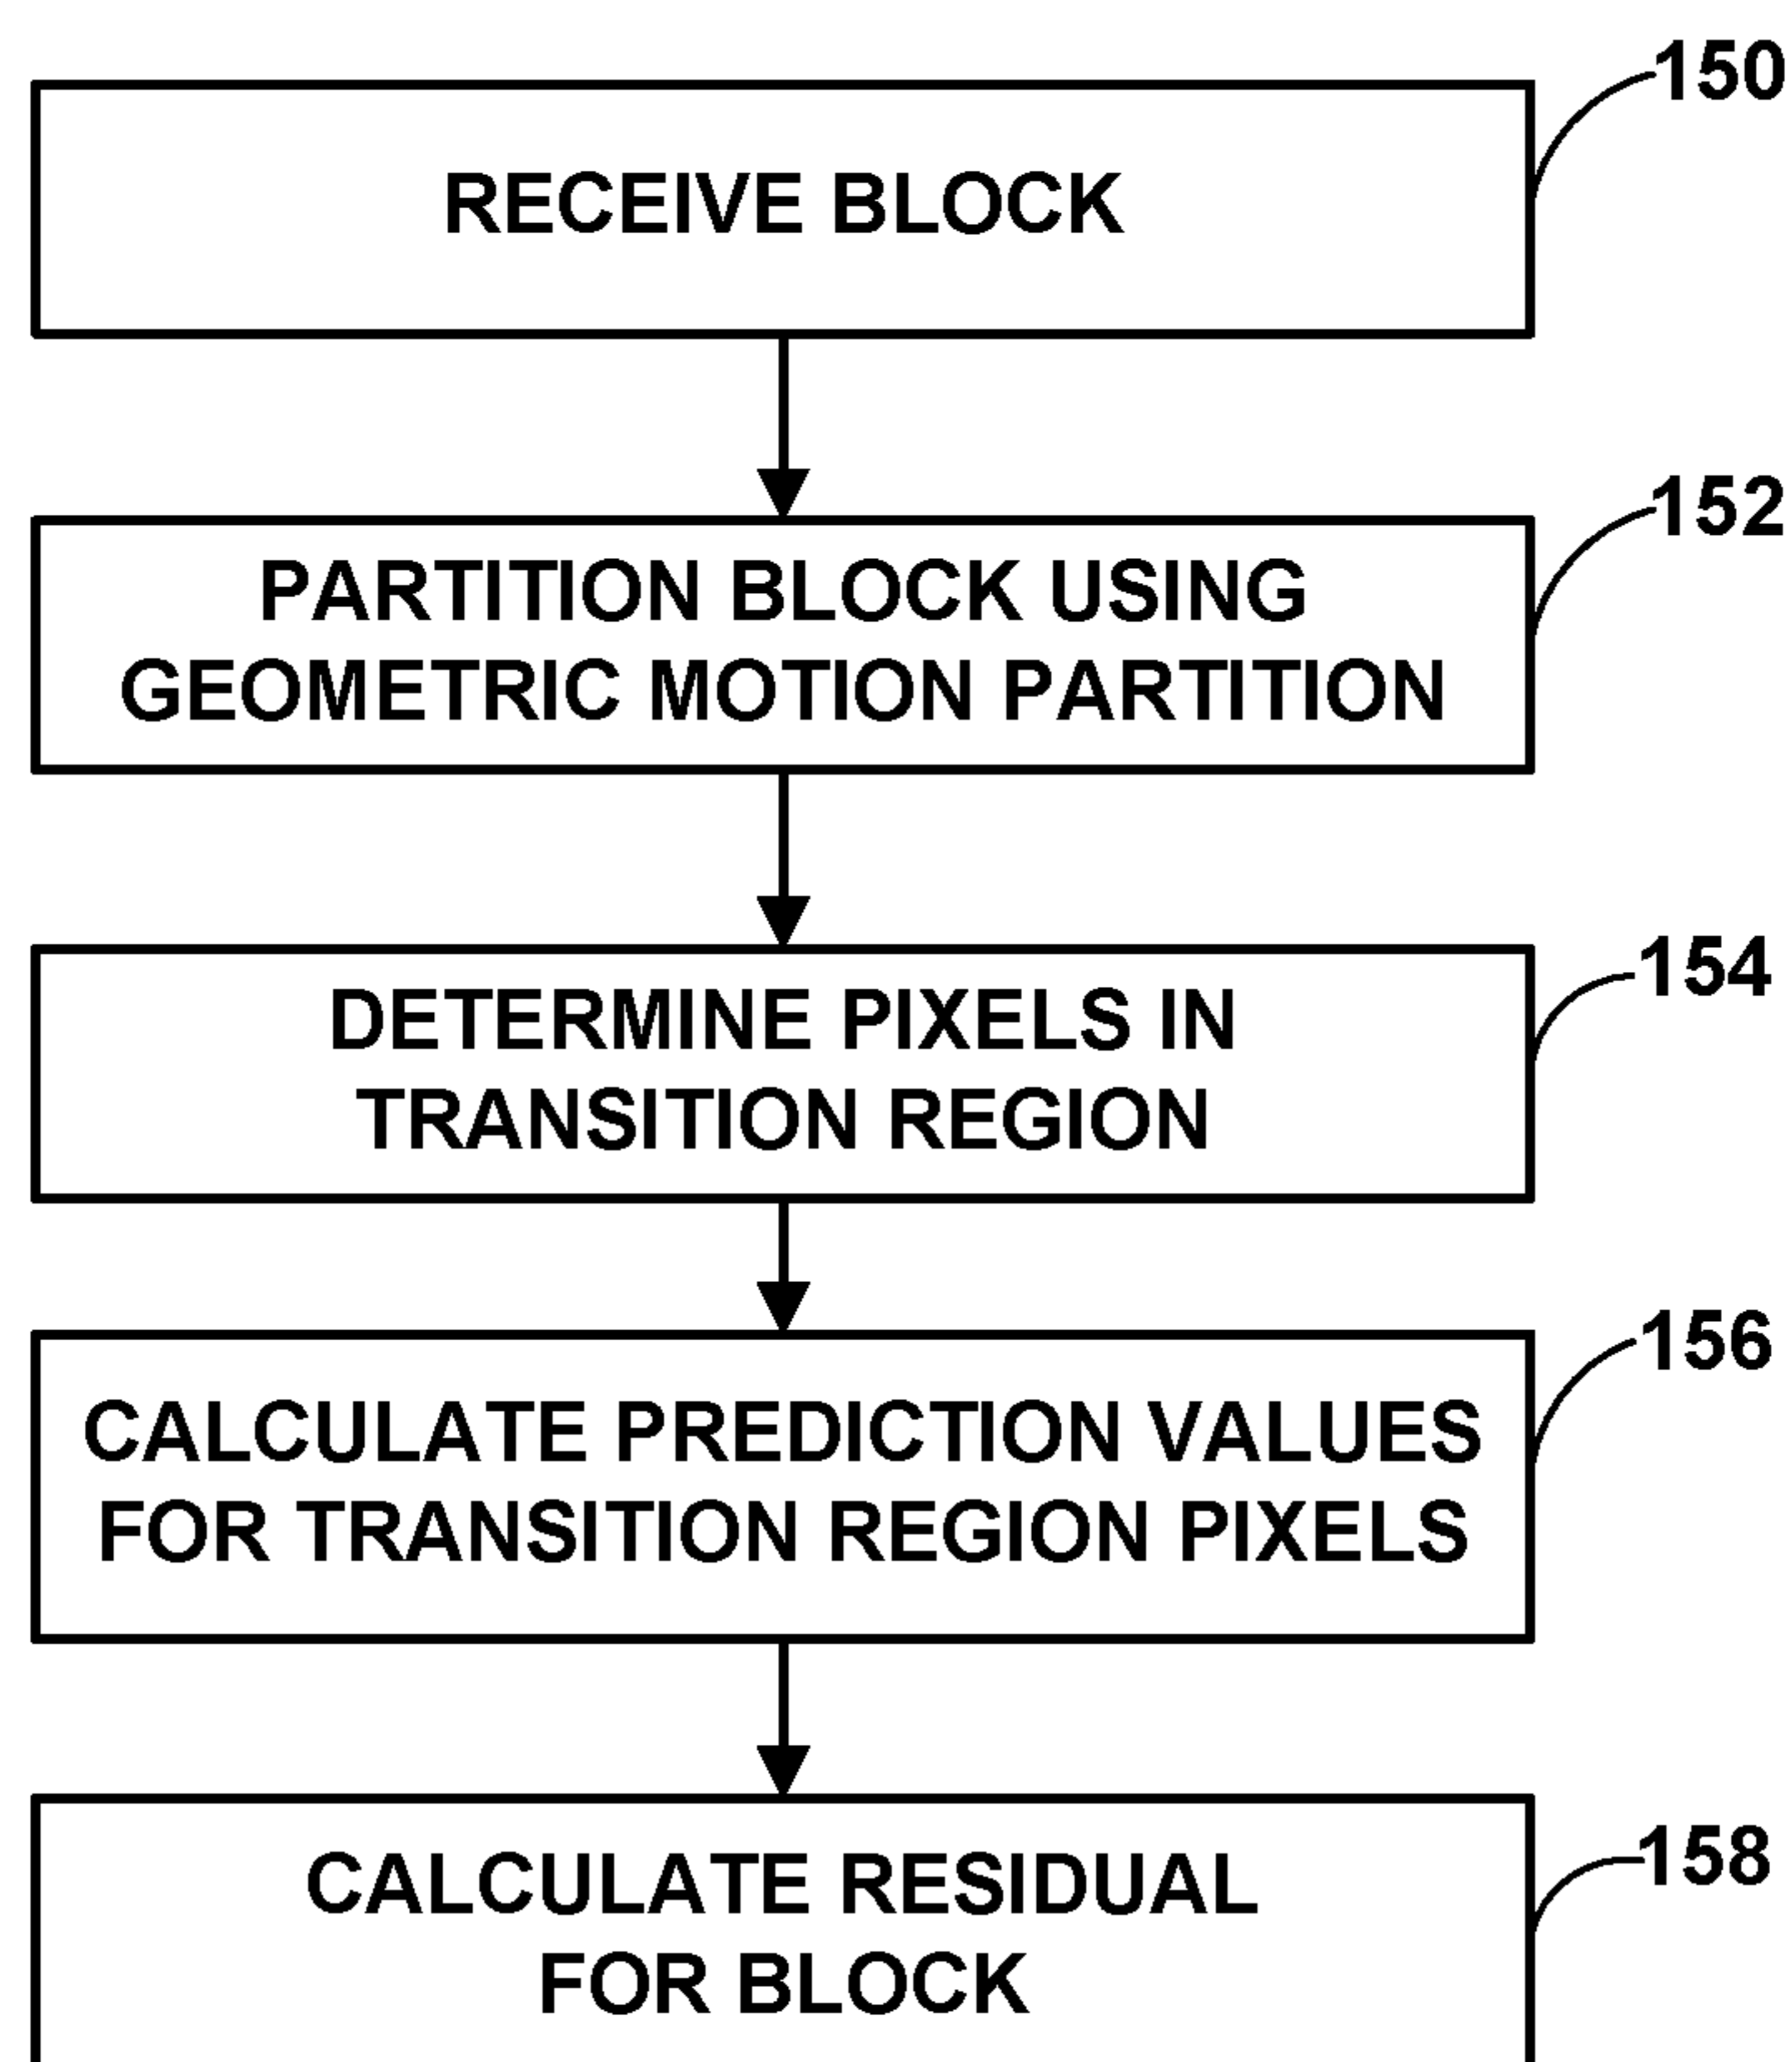 150
RECEIVE BLOCK
152
PARTITION BLOCK USING
GEOMETRIC MOTION PARTITION
154
DETERMINE PIXELS IN
TRANSITION REGION
156
CALCULATE PREDICTION VALUES
FOR TRANSITION REGION PIXELS
158
CALCULATE RESIDUAL
FOR BLOCK